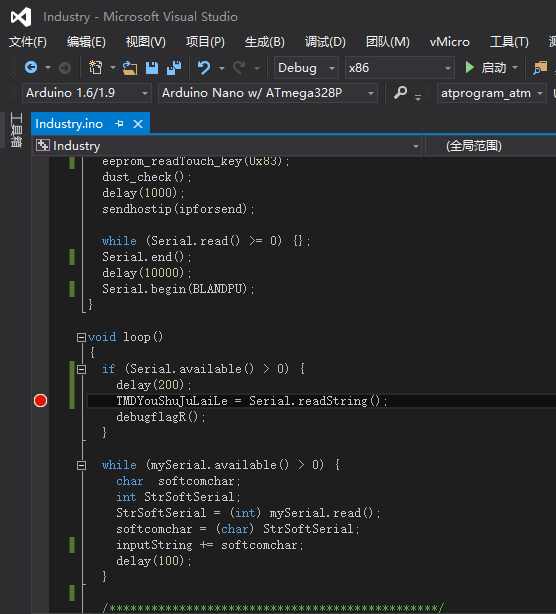 Industry - Microsoft Visual Studio
文件(F) 编辑(E) 视图(V) 项目(P) 生成(B) 调试(D) 团队(M) vMicro 工具(T)
Debug x86 启动
Arduino 1.6/1.9 Arduino Nano w/ ATmega328P atprogram_atm
工具箱
Industry.ino
Industry (全局范围)
eeprom_readTouch_key(0x83);
dust_check();
delay(1000);
sendhostip(ipforsend);
while (Serial.read() >= 0) {};
Serial.end();
delay(10000);
Serial.begin(BLANDPU);
}
void loop()
{
if (Serial.available() > 0) {
delay(200);
TMDYouShuJuLaiLe = Serial.readString();
debugflagR();
}
while (mySerial.available() > 0) {
char softcomchar;
int StrSoftSerial;
StrSoftSerial = (int) mySerial.read();
softcomchar = (char) StrSoftSerial;
inputString += softcomchar;
delay(100);
}
/*********************************************/